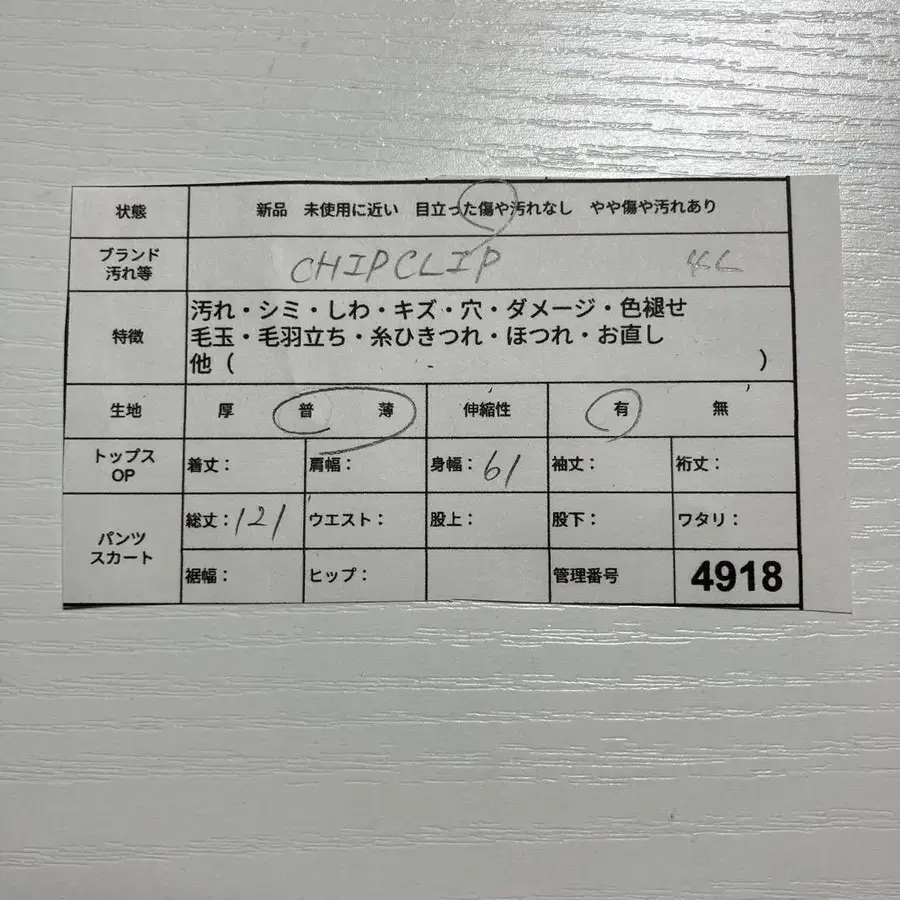 状態 新品 未使用に近い 目立った傷や汚れなし やや傷や汚れあり
ブランド
汚れ等 CHIPCLIP 4L
特徴 汚れ・シミ・しわ・キズ・穴・ダメージ・色褪せ
毛玉・毛羽立ち・糸ひきつれ・ほつれ・お直し
他( )
生地 厚 普 薄 伸縮性 有 無
トップス
OP 着丈: 肩幅: 身幅:61 袖丈: 裄丈:
パンツ
スカート 総丈:121 ウエスト: 股上: 股下: ワタリ:
裾幅: ヒップ: 管理番号 4918